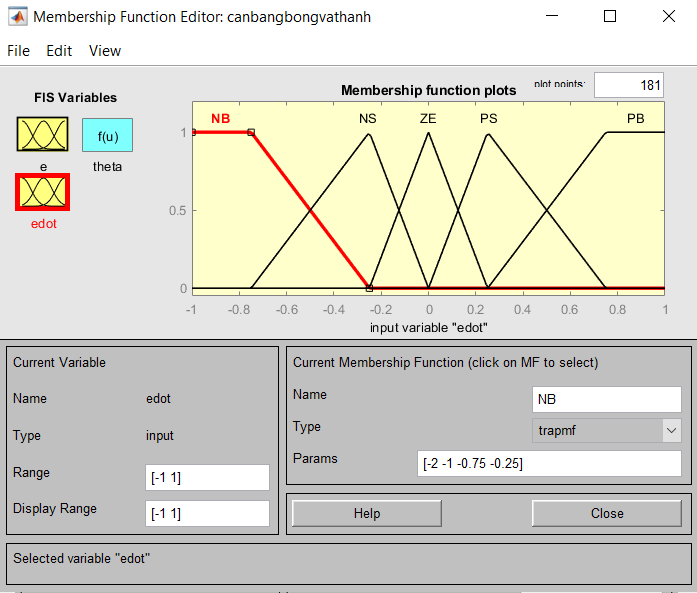 Membership Function Editor: canbangbongvathanh
File Edit View
FIS Variables
f(u)
e
theta
edot
Membership function plots
plot points:
181
NB
NS
ZE
PS
PB
1
0.5
0
-1 -0.8 -0.6 -0.4 -0.2 0 0.2 0.4 0.6 0.8 1
input variable "edot"
Current Variable
Name
edot
Type
input
Range
[-1 1]
Display Range
[-1 1]
Current Membership Function (click on MF to select)
Name
NB
Type
trapmf
Params
[-2 -1 -0.75 -0.25]
Help
Close
Selected variable "edot"